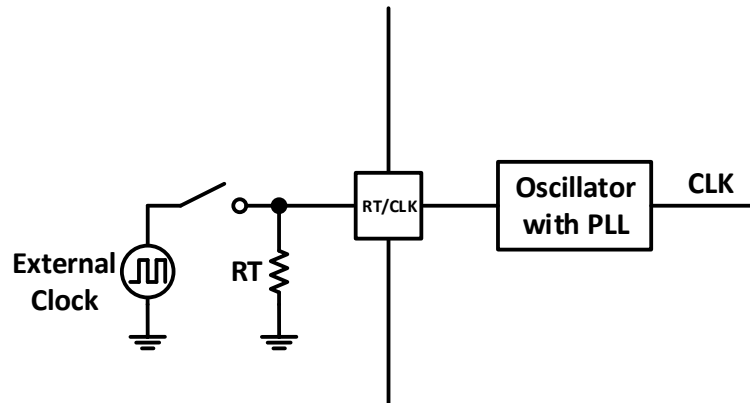 CLK
RT/CLK
Oscillator
with PLL
External
Clock
RT